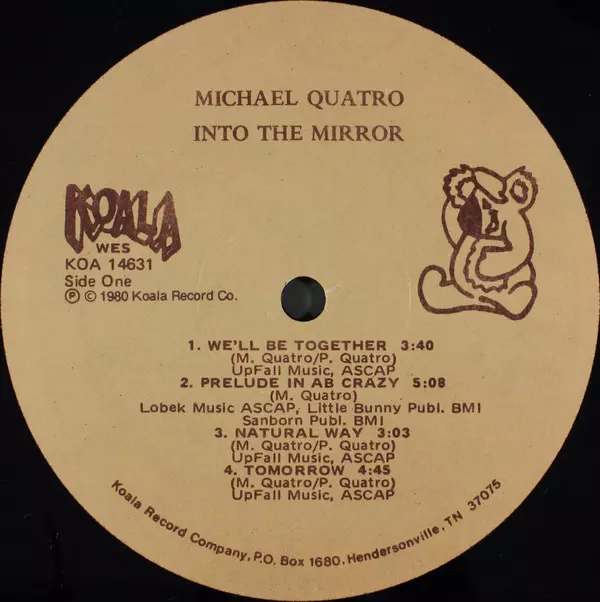 MICHAEL QUATRO
INTO THE MIRROR
KOALA
WES
KOA 14631
Side One
Ⓟ © 1980 Koala Record Co.
1. WE'LL BE TOGETHER 3:40
(M. Quatro/P. Quatro)
UpFall Music, ASCAP
2. PRELUDE IN AB CRAZY 5:08
(M. Quatro)
Lobek Music ASCAP, Little Bunny Publ. BMI
Sanborn Publ. BMI
3. NATURAL WAY 3:03
(M. Quatro/P. Quatro)
UpFall Music, ASCAP
4. TOMORROW 4:45
(M. Quatro/P. Quatro)
UpFall Music, ASCAP
Koala Record Company, P.O. Box 1680, Hendersonville, TN 37075